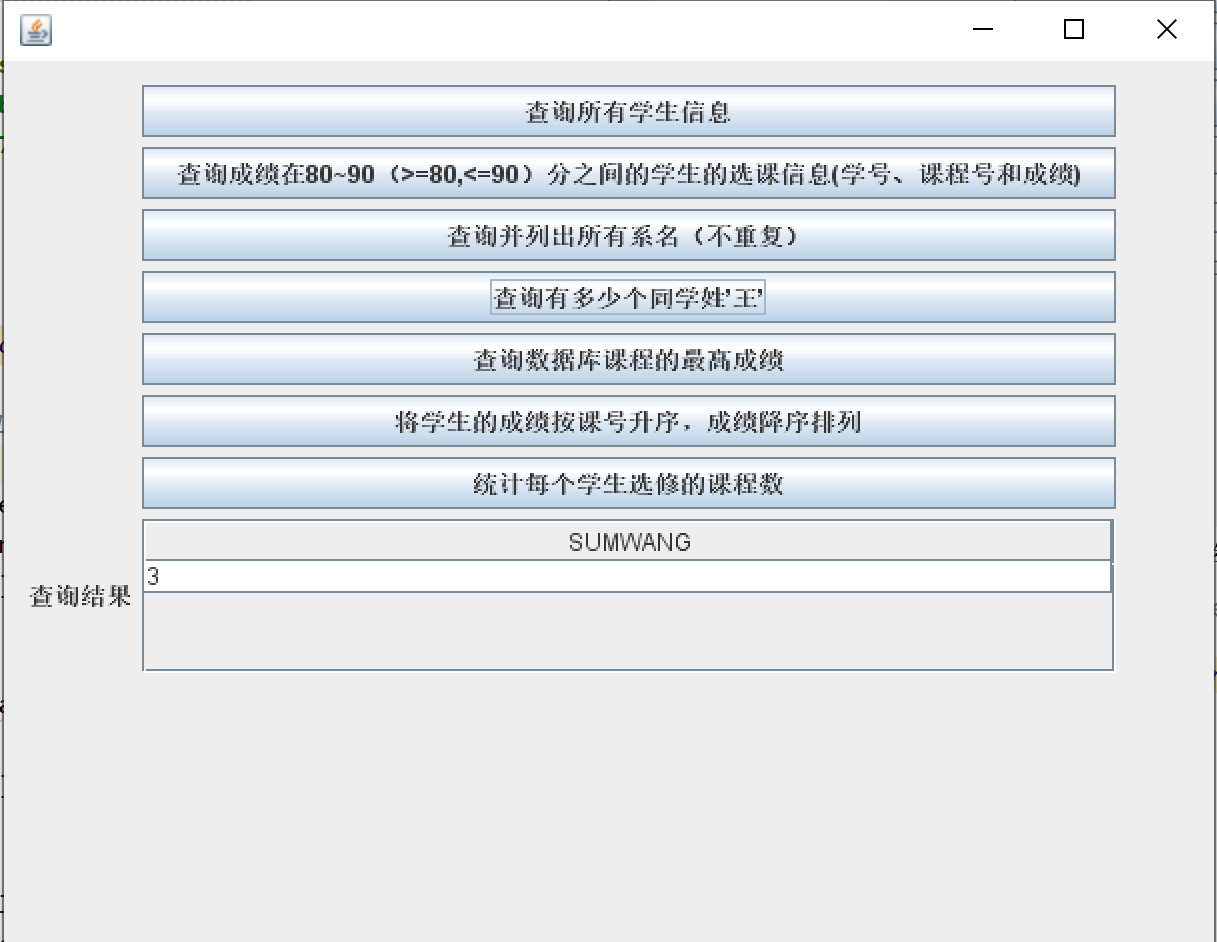 查询所有学生信息
查询成绩在80~90（>=80,<=90）分之间的学生的选课信息(学号、课程号和成绩)
查询并列出所有系名（不重复）
查询有多少个同学姓'王'
查询数据库课程的最高成绩
将学生的成绩按课号升序，成绩降序排列
统计每个学生选修的课程数
SUMWANG
3
查询结果